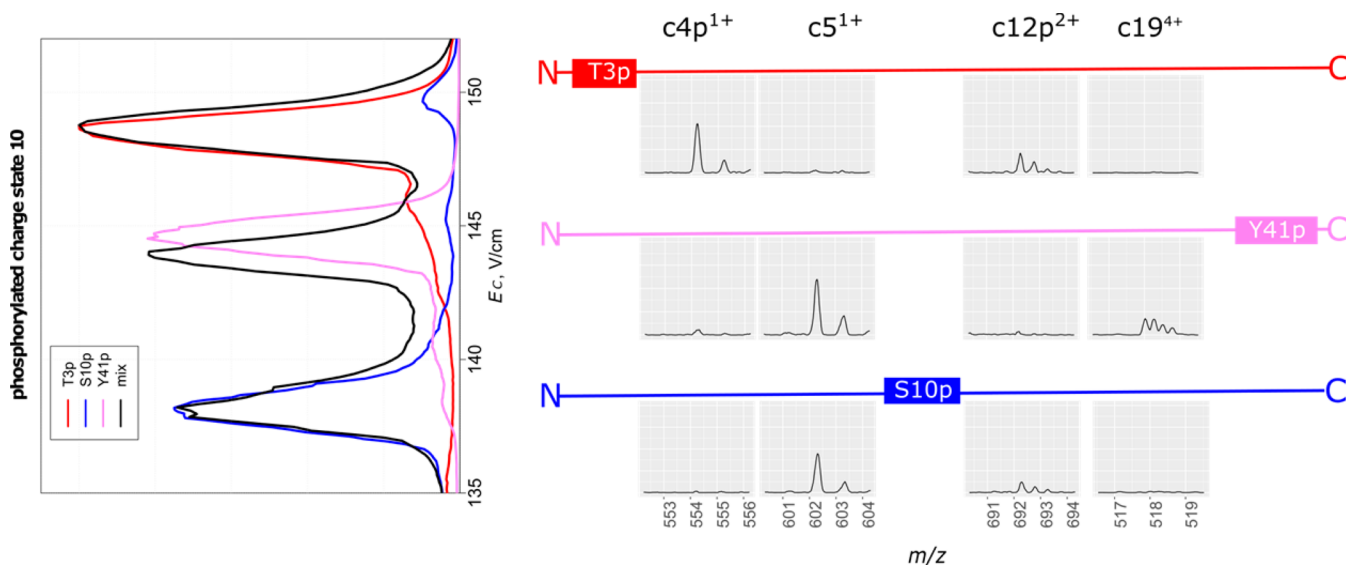 phosphorylated charge state 10
T3p
S10p
Y41p
mix
135
140
145
150
Ec, V/cm
c4p¹⁺
c5¹⁺
c12p²⁺
c19⁴⁺
N T3p C
N Y41p C
N S10p C
553 554 555 556
601 602 603 604
691 692 693 694
517 518 519
m/z